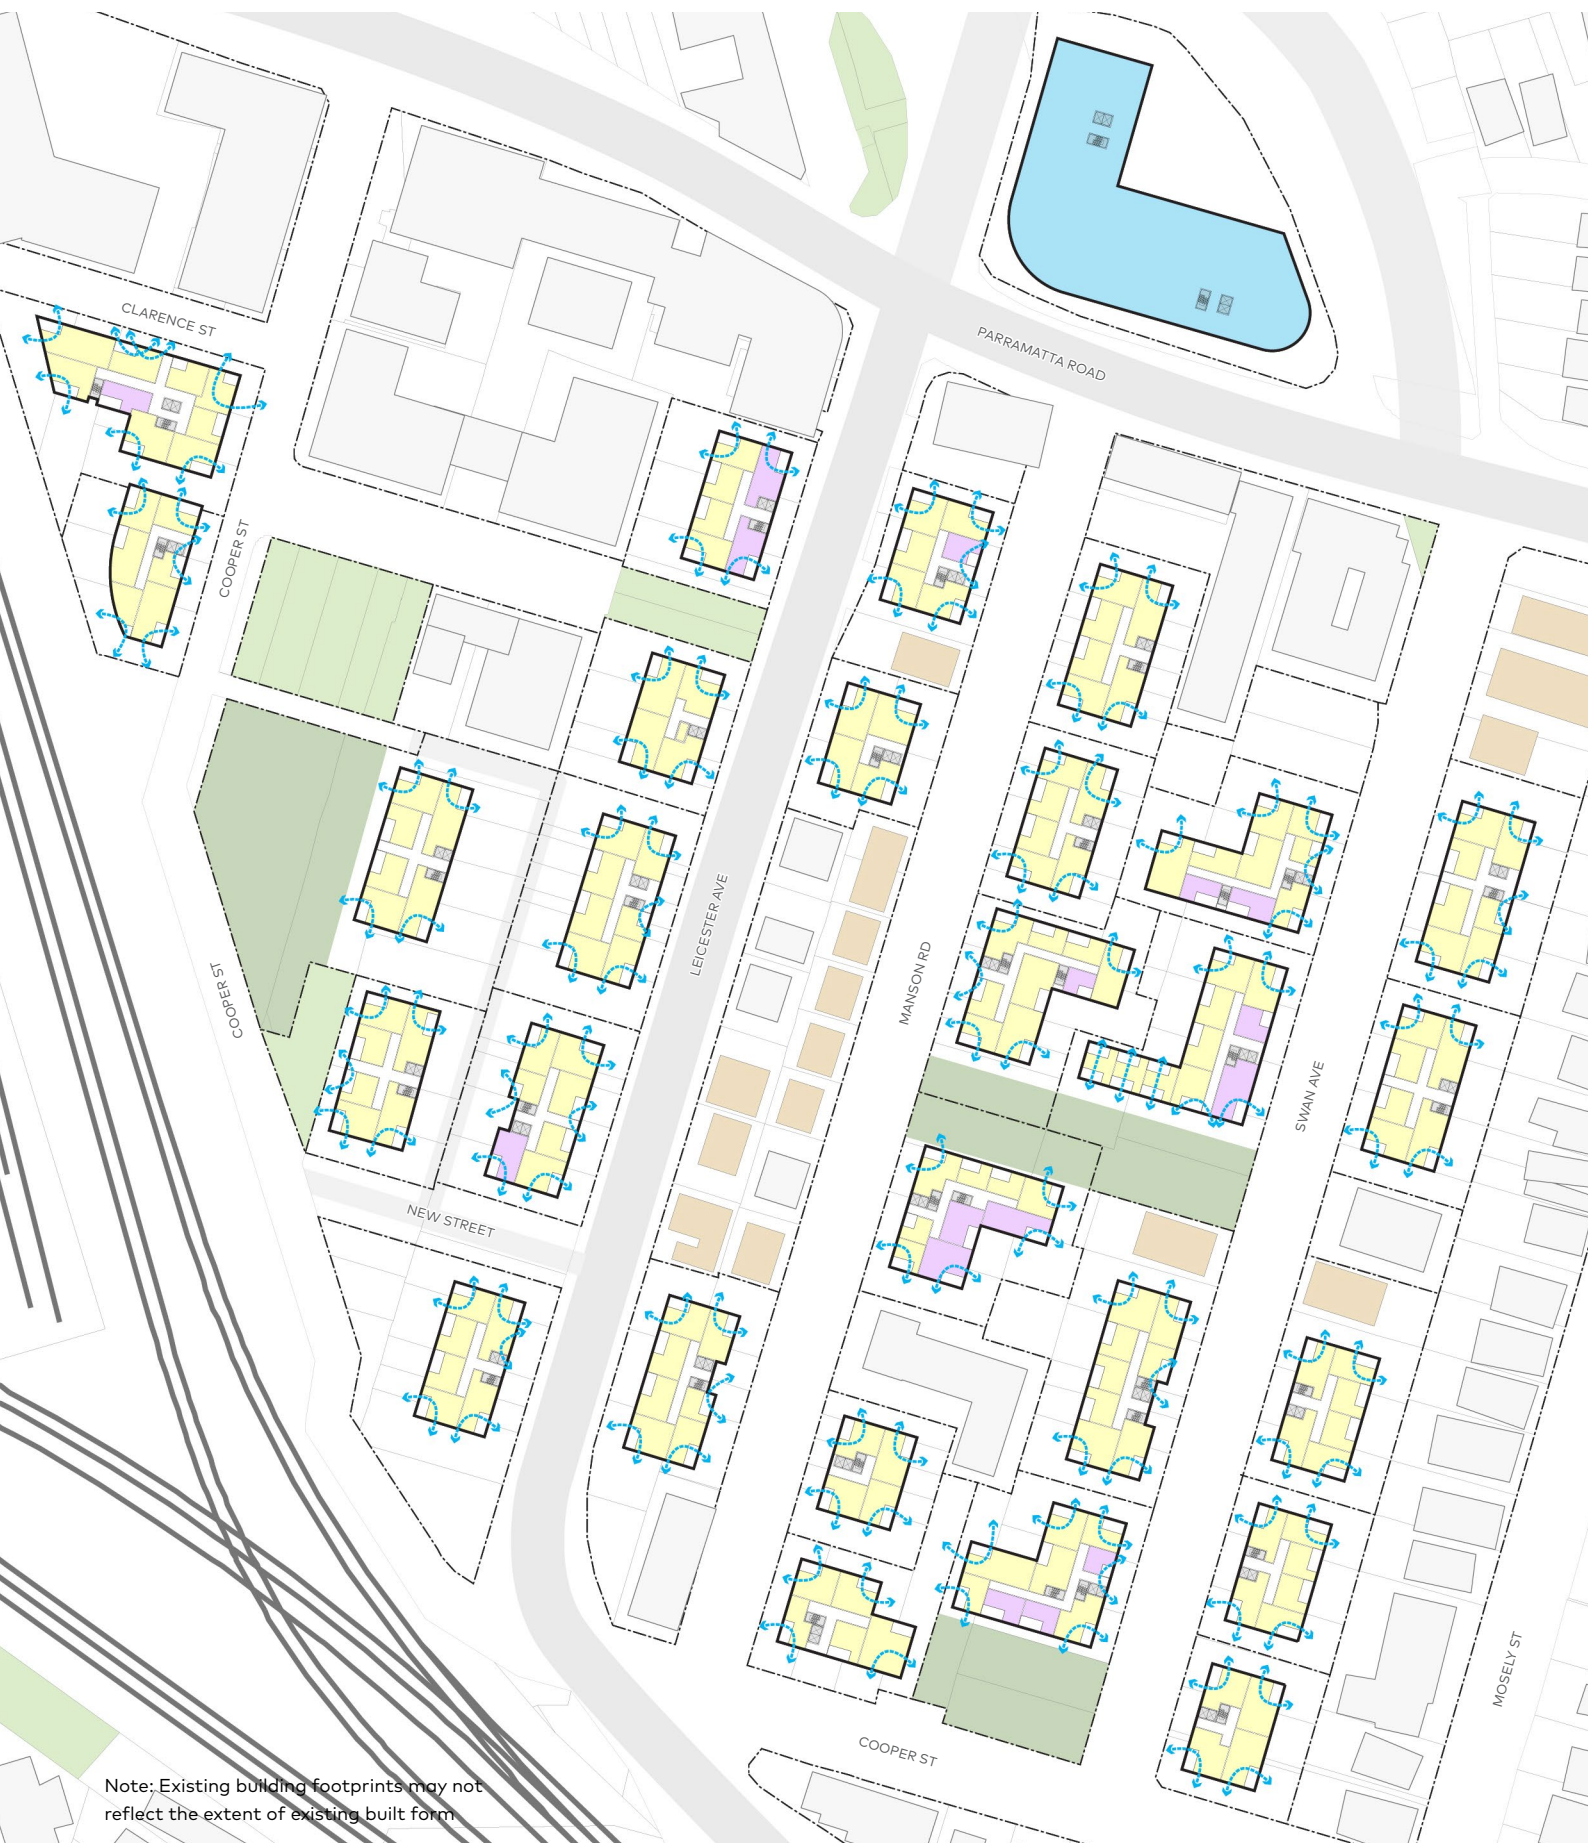 CLARENCE ST
PARRAMATTA ROAD
COOPER ST
LEICESTER AVE
MANSON RD
COOPER ST
SWAN AVE
NEW STREET
MOSELY ST
COOPER ST
Note: Existing building footprints may not
reflect the extent of existing built form